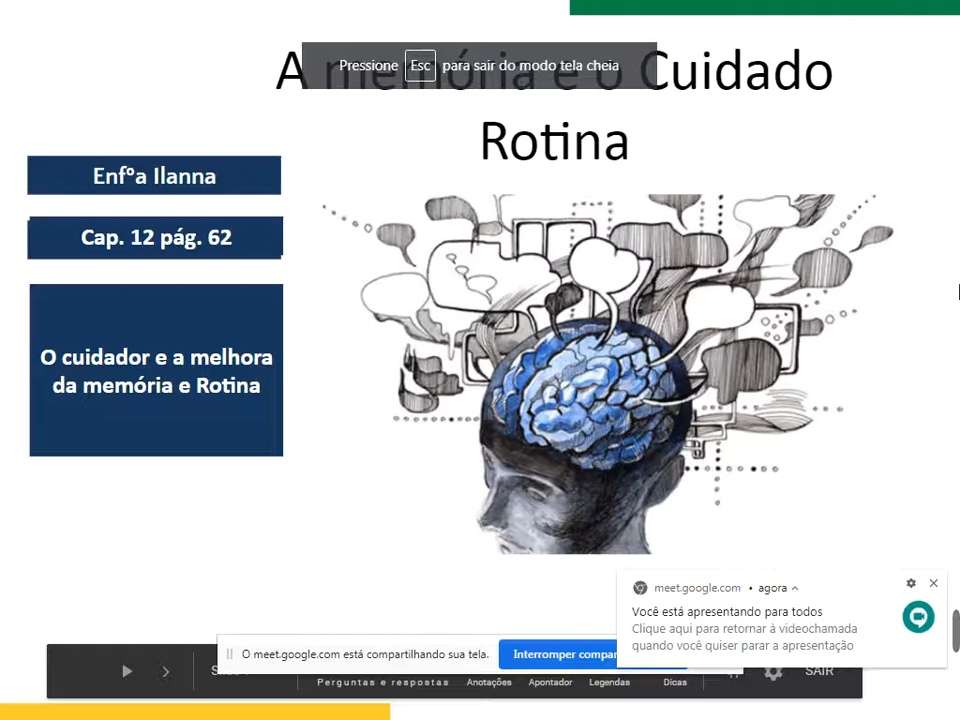 A memória e o Cuidado
Rotina
Pressione Esc para sair do modo tela cheia
Enfºa Ilanna
Cap. 12 pág. 62
O cuidador e a melhora
da memória e Rotina
meet.google.com • agora
Você está apresentando para todos
Clique aqui para retornar à videochamada
quando você quiser parar a apresentação
O meet.google.com está compartilhando sua tela.
Interromper compar
SAIR
Perguntas e respostas
Anotações
Apontador
Legendas
Dicas